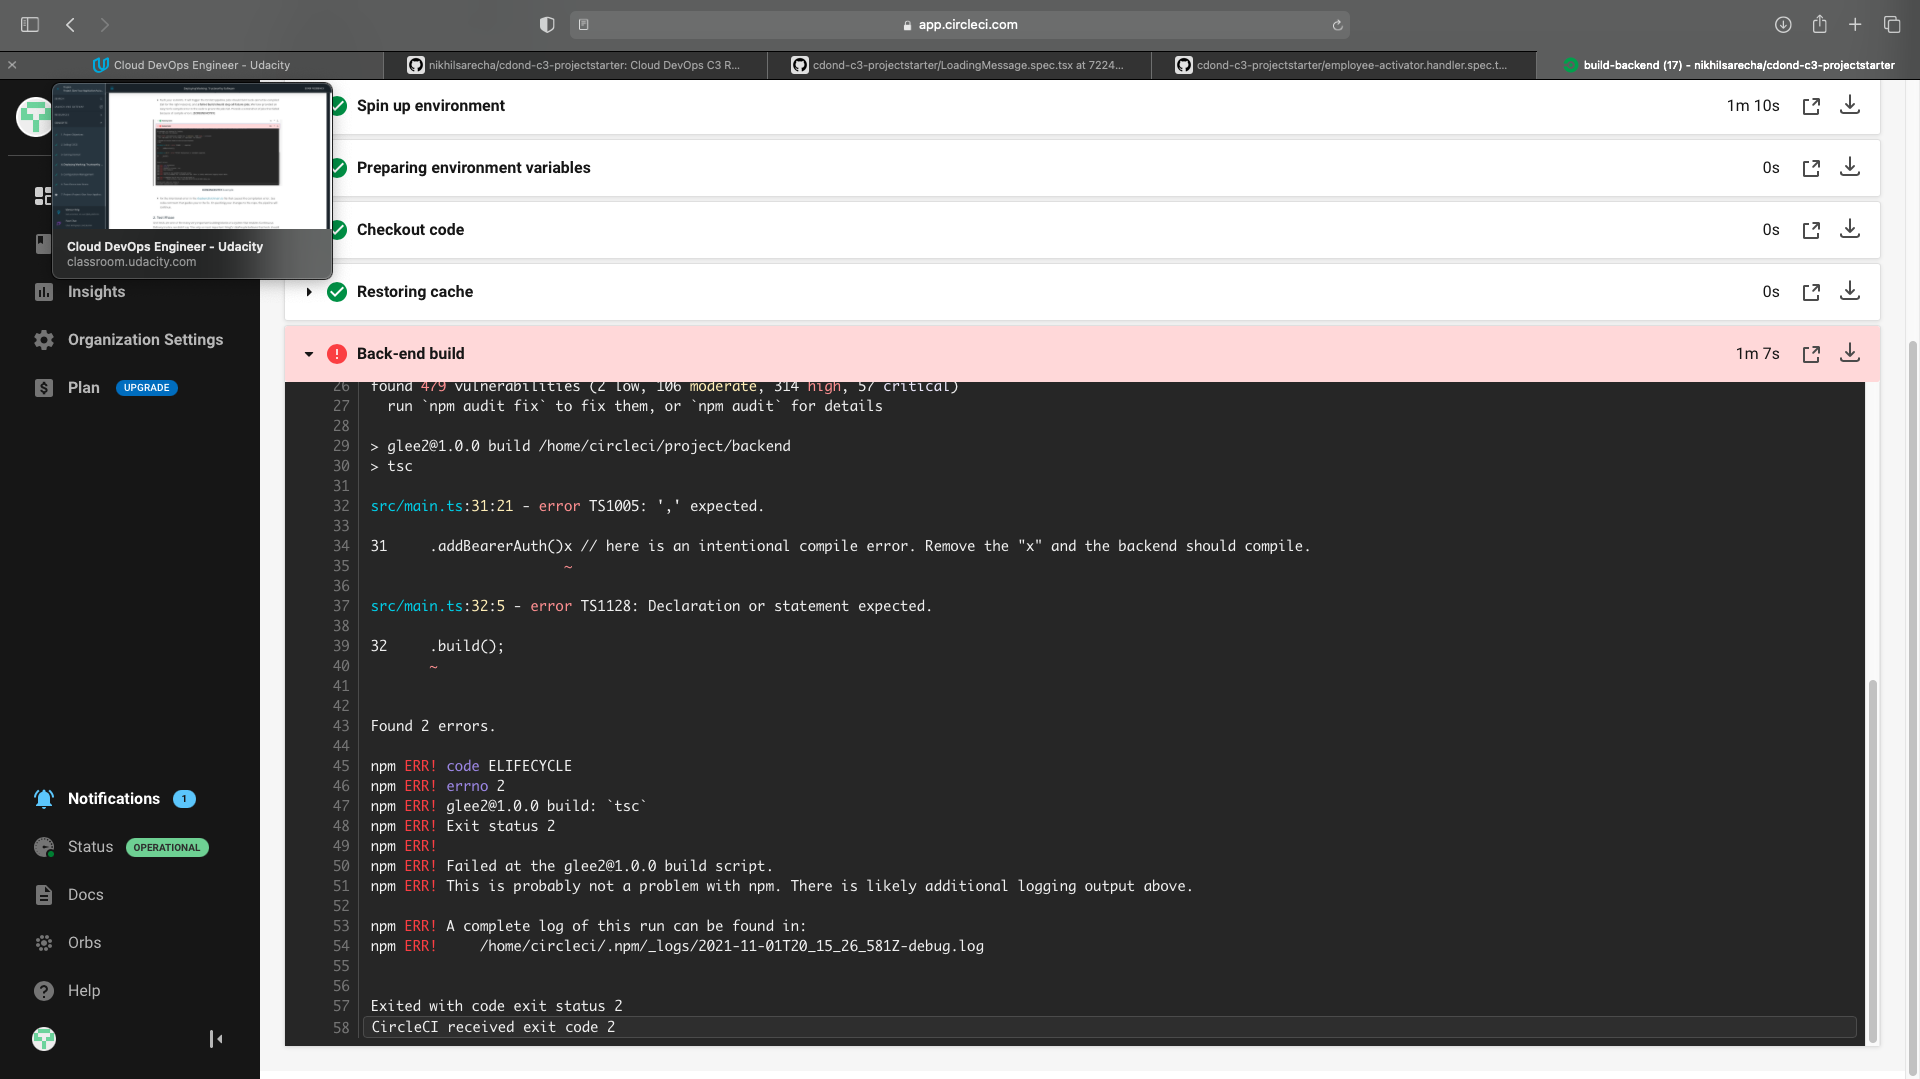 app.circleci.com
Cloud DevOps Engineer - Udacity
nikhilsarecha/cdond-c3-projectstarter: Cloud DevOps C3 R...
cdond-c3-projectstarter/LoadingMessage.spec.tsx at 7224...
cdond-c3-projectstarter/employee-activator.handler.spec.t...
build-backend (17) - nikhilsarecha/cdond-c3-projectstarter
Cloud DevOps Engineer - Udacity
classroom.udacity.com
Insights
Organization Settings
Plan UPGRADE
Notifications 1
Status OPERATIONAL
Docs
Orbs
Help
Spin up environment 1m 10s
Preparing environment variables 0s
Checkout code 0s
Restoring cache 0s
Back-end build 1m 7s
26 found 479 vulnerabilities (2 low, 106 moderate, 314 high, 57 critical)
27 run `npm audit fix` to fix them, or `npm audit` for details
28
29 > glee2@1.0.0 build /home/circleci/project/backend
30 > tsc
31
32 src/main.ts:31:21 - error TS1005: ',' expected.
33
34 31 .addBearerAuth()x // here is an intentional compile error. Remove the "x" and the backend should compile.
35 ~
36
37 src/main.ts:32:5 - error TS1128: Declaration or statement expected.
38
39 32 .build();
40 ~
41
42
43 Found 2 errors.
44
45 npm ERR! code ELIFECYCLE
46 npm ERR! errno 2
47 npm ERR! glee2@1.0.0 build: `tsc`
48 npm ERR! Exit status 2
49 npm ERR!
50 npm ERR! Failed at the glee2@1.0.0 build script.
51 npm ERR! This is probably not a problem with npm. There is likely additional logging output above.
52
53 npm ERR! A complete log of this run can be found in:
54 npm ERR! /home/circleci/.npm/_logs/2021-11-01T20_15_26_581Z-debug.log
55
56
57 Exited with code exit status 2
58 CircleCI received exit code 2